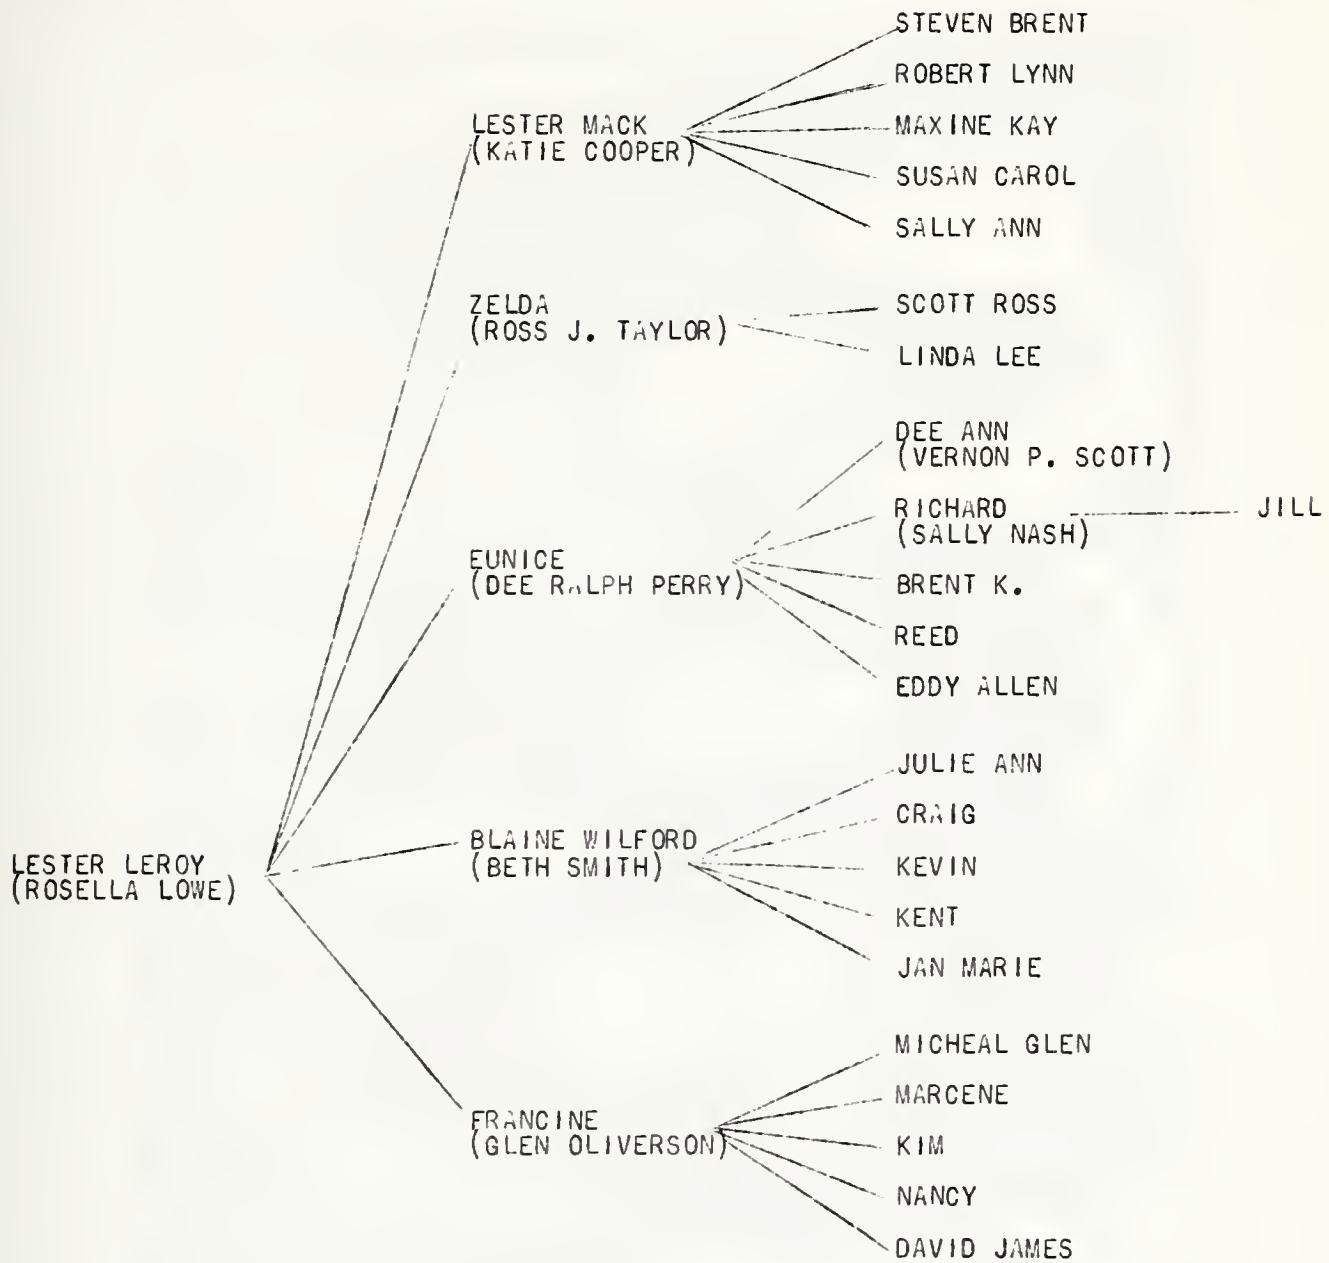 STEVEN BRENT
ROBERT LYNN
LESTER MACK
(KATIE COOPER)
MAXINE KAY
SUSAN CAROL
SALLY ANN
ZELDA
(ROSS J. TAYLOR)
SCOTT ROSS
LINDA LEE
DEE ANN
(VERNON P. SCOTT)
RICHARD
(SALLY NASH)
JILL
EUNICE
(DEE RALPH PERRY)
BRENT K.
REED
EDDY ALLEN
JULIE ANN
CRAIG
BLAINE WILFORD
(BETH SMITH)
KEVIN
KENT
JAN MARIE
LESTER LEROY
(ROSELLA LOWE)
MICHEAL GLEN
MARCENE
FRANCINE
(GLEN OLIVERSON)
KIM
NANCY
DAVID JAMES